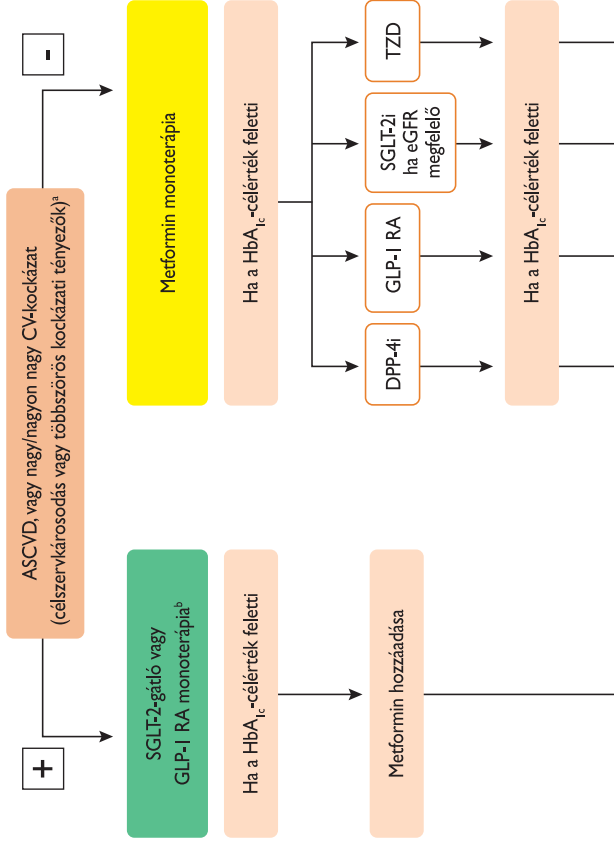 ASCVD, vagy nagy/nagyon nagy CV-kockázat
(célszervkárosodás vagy többszörös kockázati tényezők)ᵃ
+
-
SGLT-2-gátló vagy
GLP-1 RA monoterápiaᵇ
Ha a HbA1c-célérték feletti
Metformin hozzáadása
Metformin monoterápia
Ha a HbA1c-célérték feletti
DPP-4i
GLP-1 RA
SGLT-2i
ha eGFR
megfelelő
TZD
Ha a HbA1c-célérték feletti